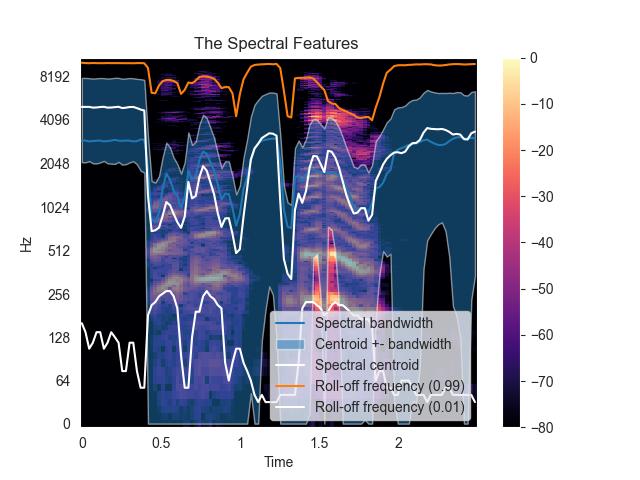 The Spectral Features
8192
4096
2048
1024
512
256
128
64
0
Hz
0
0.5
1
1.5
2
Time
Spectral bandwidth
Centroid +- bandwidth
Spectral centroid
Roll-off frequency (0.99)
Roll-off frequency (0.01)
0
−10
−20
−30
−40
−50
−60
−70
−80